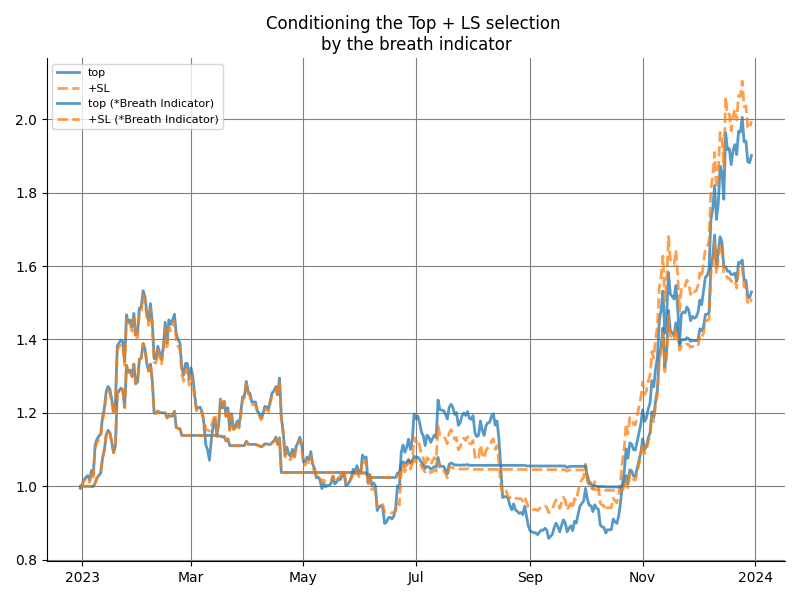 Conditioning the Top + LS selection
by the breath indicator
top
+SL
top (*Breath Indicator)
+SL (*Breath Indicator)
2.0
1.8
1.6
1.4
1.2
1.0
0.8
2023 Mar May Jul Sep Nov 2024